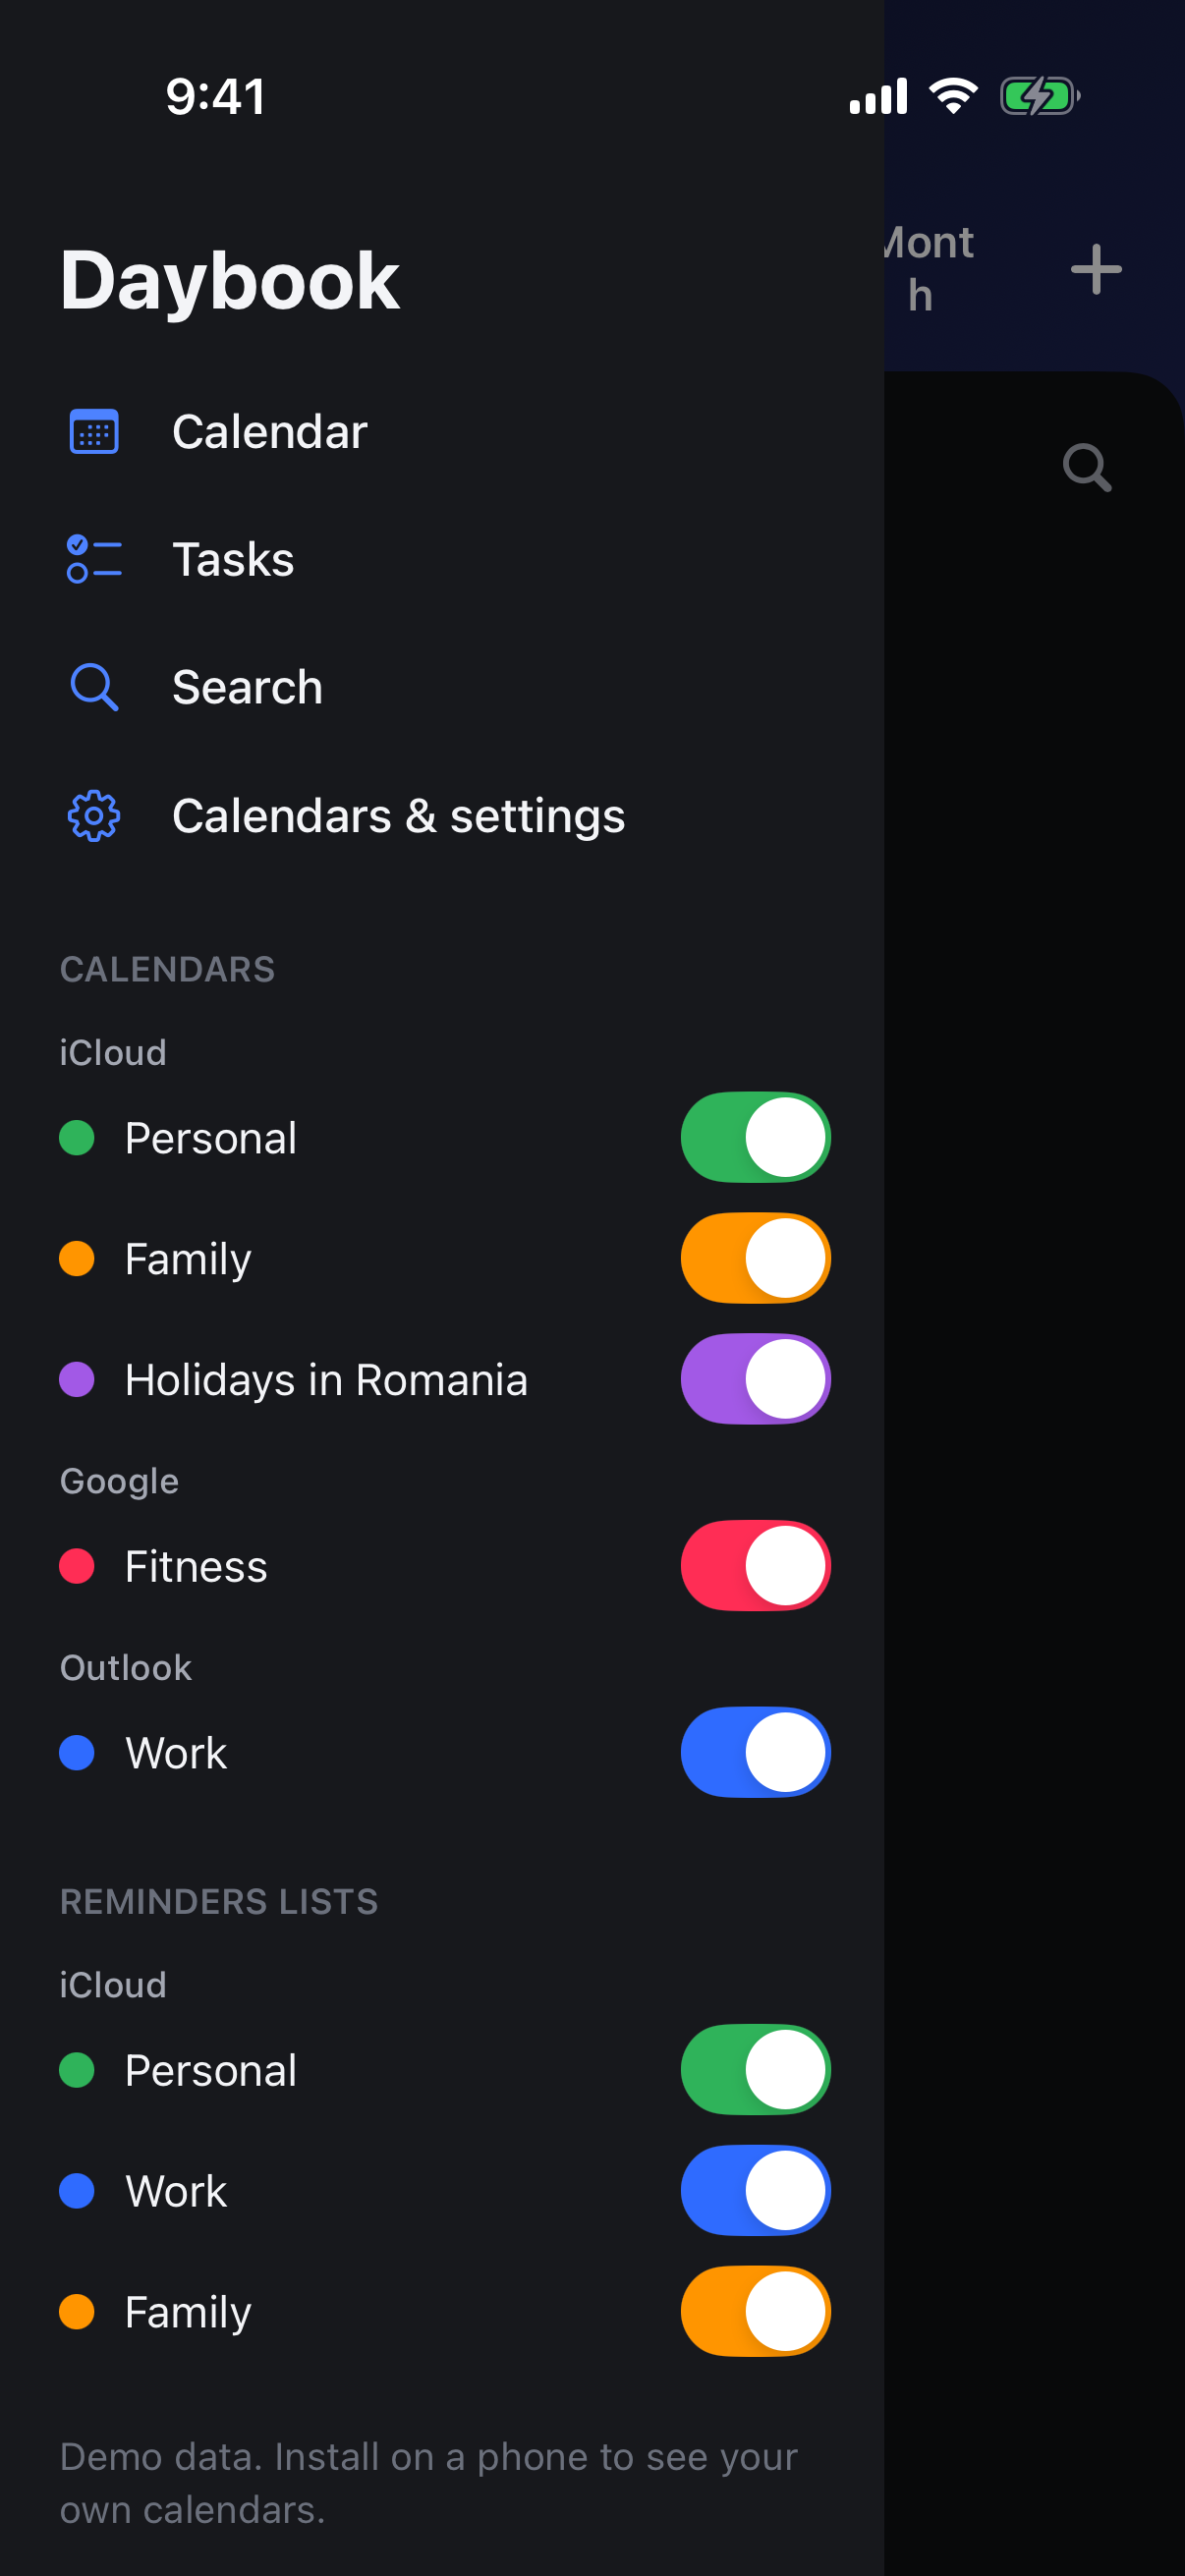 9:41
Daybook
Mont
h
Calendar
Tasks
Search
Calendars & settings
CALENDARS
iCloud
Personal
Family
Holidays in Romania
Google
Fitness
Outlook
Work
REMINDERS LISTS
iCloud
Personal
Work
Family
Demo data. Install on a phone to see your
own calendars.